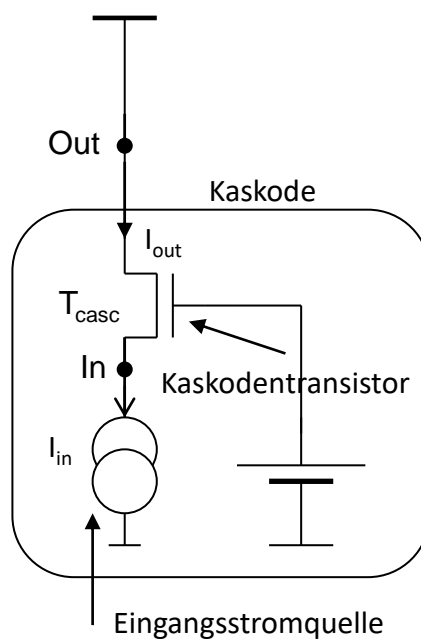 Out
Kaskode
I_out
T_casc
In
Kaskodentransistor
I_in
Eingangsstromquelle